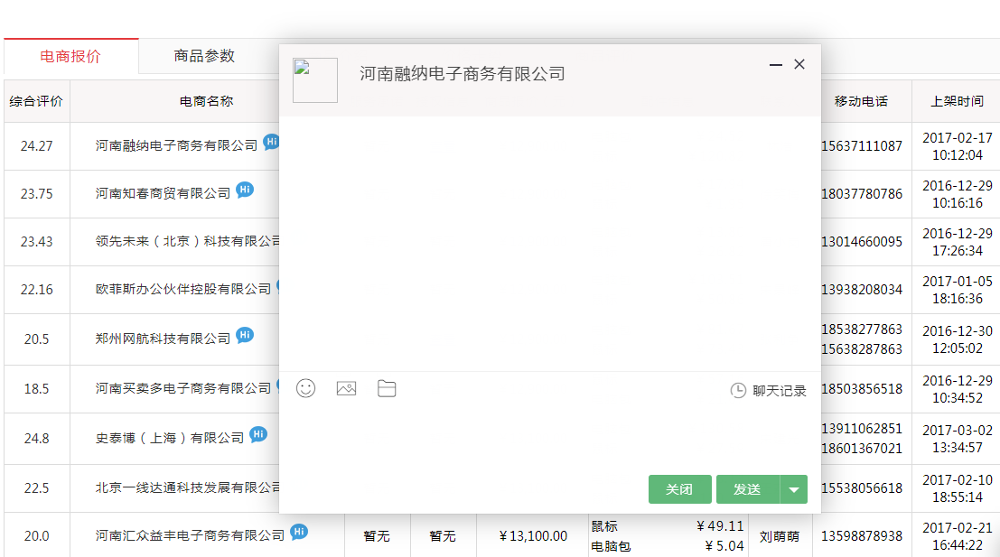 电商报价 商品参数
河南融纳电子商务有限公司
综合评价 电商名称 移动电话 上架时间
24.27 河南融纳电子商务有限公司 Hi 15637111087 2017-02-17 10:12:04
23.75 河南知春商贸有限公司 Hi 18037780786 2016-12-29 10:16:16
23.43 领先未来（北京）科技有限公司 13014660095 2016-12-29 17:26:34
22.16 欧菲斯办公伙伴控股有限公司 13938208034 2017-01-05 18:16:36
20.5 郑州网航科技有限公司 Hi 18538277863 15638287863 2016-12-30 12:05:02
18.5 河南买卖多电子商务有限公司 18503856518 2016-12-29 10:34:52
聊天记录
24.8 史泰博（上海）有限公司 Hi 13911062851 18601367021 2017-03-02 13:34:57
22.5 北京一线达通科技发展有限公司 15538056618 2017-02-10 18:55:14
关闭 发送
20.0 河南汇众益丰电子商务有限公司 Hi 暂无 暂无 ￥13,100.00 鼠标 ￥49.11 电脑包 ￥5.04 刘萌萌 13598878938 2017-02-21 16:44:22